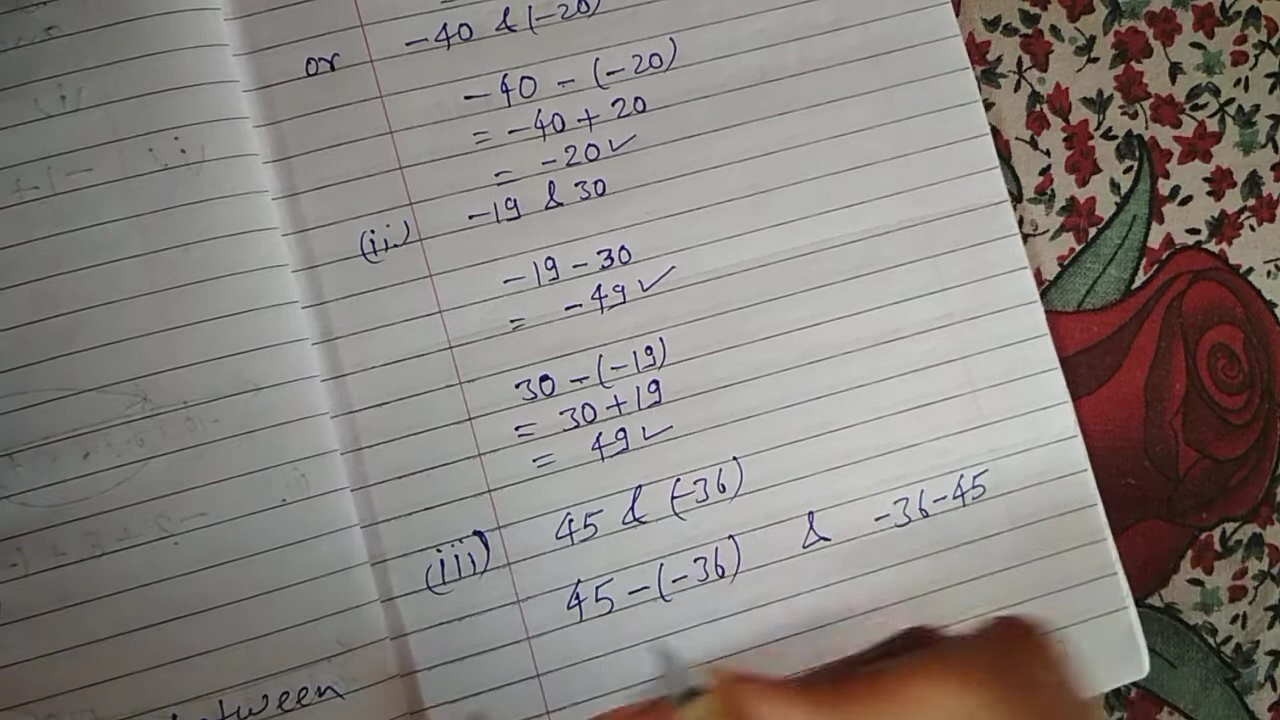 or -40 & (-20)
-40 - (-20)
= -40 + 20
= -20 ✓
(ii) -19 & 30
-19 - 30
= -49 ✓
30 - (-19)
= 30 + 19
= 49 ✓
(iii) 45 & (-36)
45 - (-36) & -36 - 45